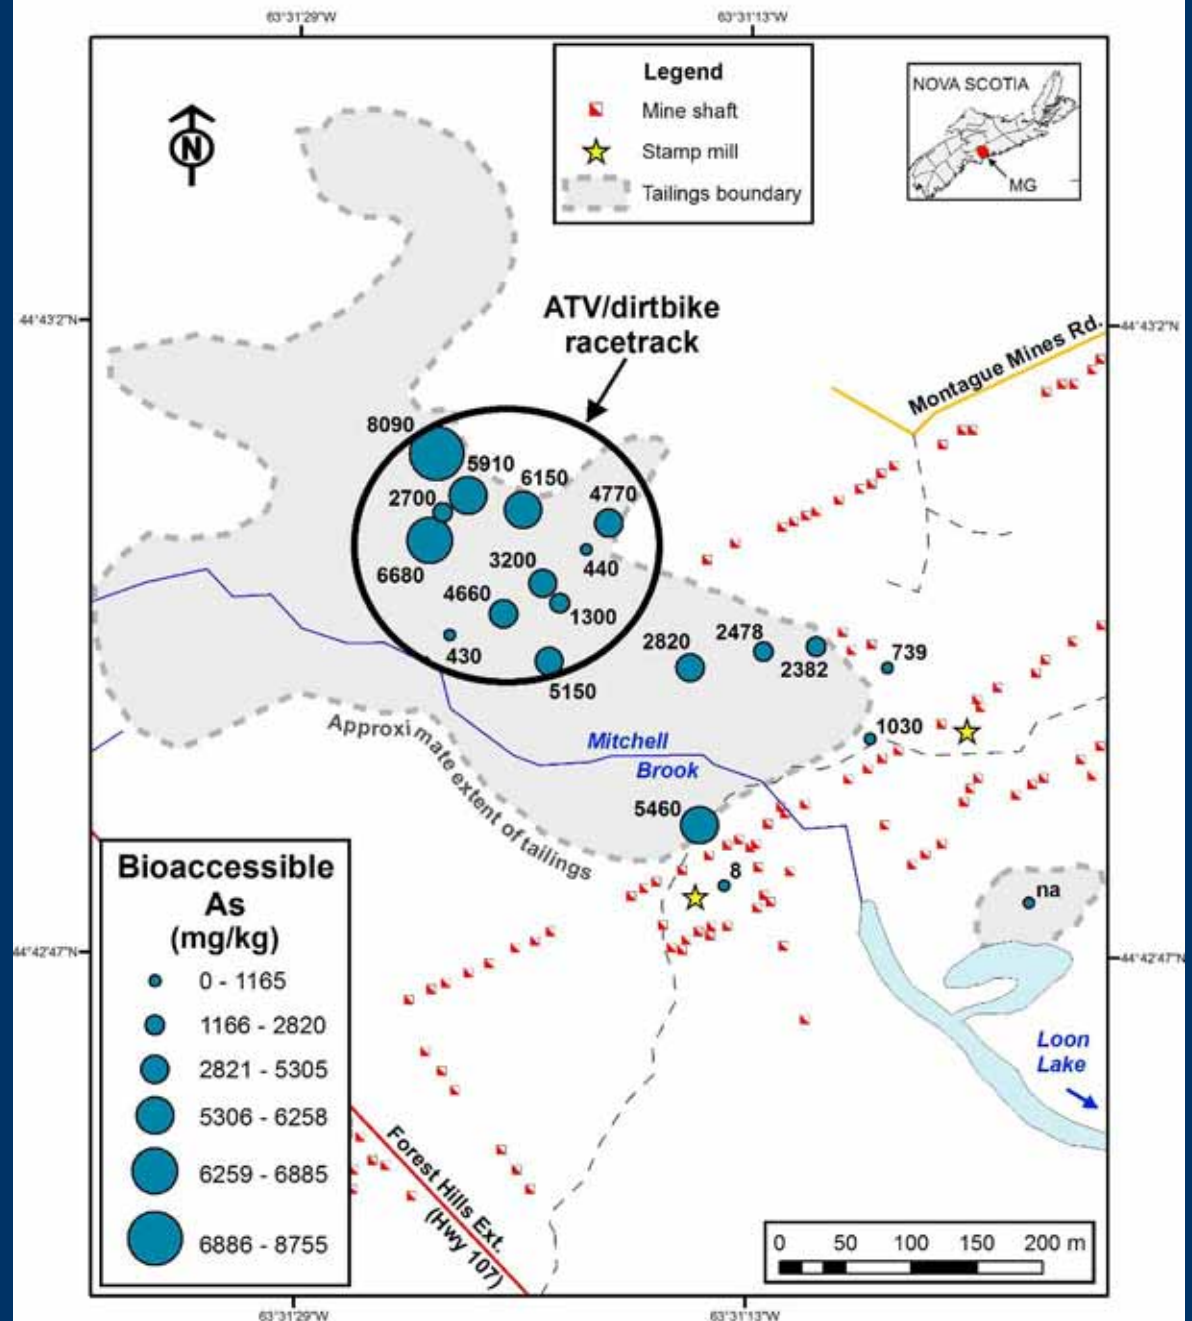 63°31'29"W
63°31'13"W
Legend
Mine shaft
Stamp mill
Tailings boundary
NOVA SCOTIA
MG
N
ATV/dirtbike
racetrack
44°43'2"N
44°43'2"N
Montague Mines Rd.
8090
5910
2700
6150
4770
6680
3200
440
4660
1300
430
5150
2820
2478
2382
739
1030
Approximate extent of tailings
Mitchell
Brook
5460
8
na
Bioaccessible
As
(mg/kg)
0 - 1165
1166 - 2820
2821 - 5305
5306 - 6258
6259 - 6885
6886 - 8755
44°42'47"N
44°42'47"N
Loon
Lake
Forest Hills Ext.
(Hwy 107)
0 50 100 150 200 m
63°31'29"W
63°31'13"W